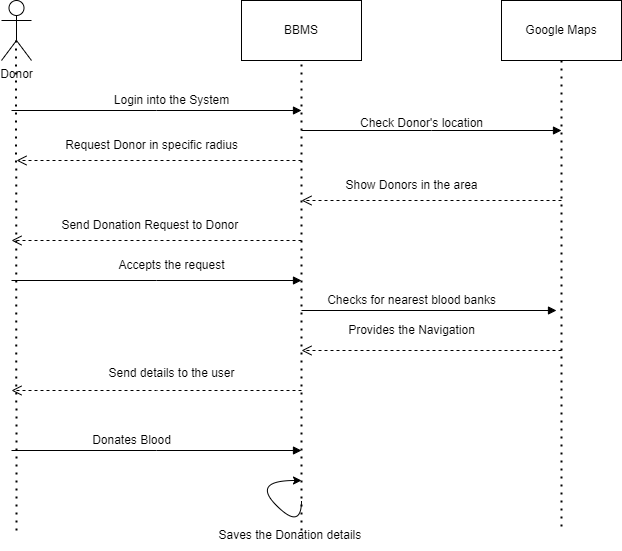 BBMS
Google Maps
Donor
Login into the System
Check Donor's location
Request Donor in specific radius
Show Donors in the area
Send Donation Request to Donor
Accepts the request
Checks for nearest blood banks
Provides the Navigation
Send details to the user
Donates Blood
Saves the Donation details